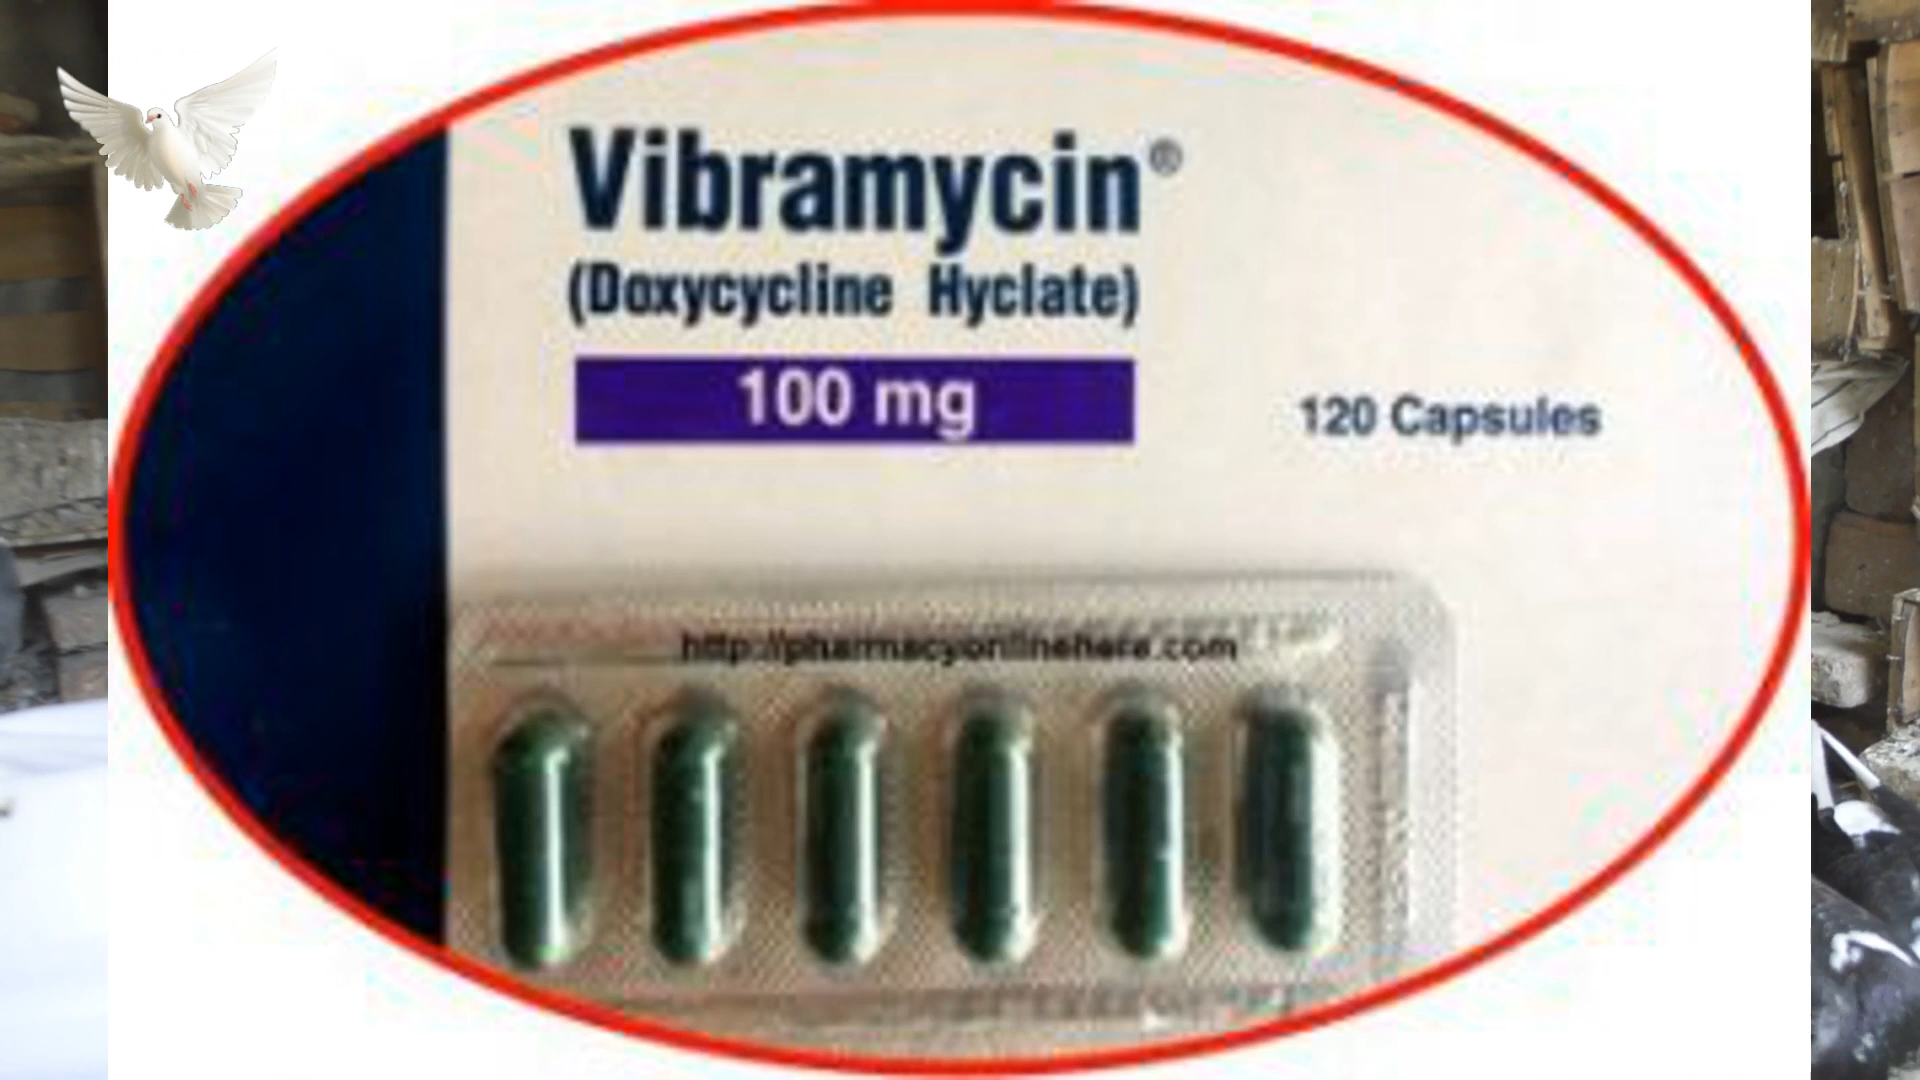 Vibramycin®
(Doxycycline Hyclate)
100 mg
120 Capsules
http://pharmacyonlinehere.com